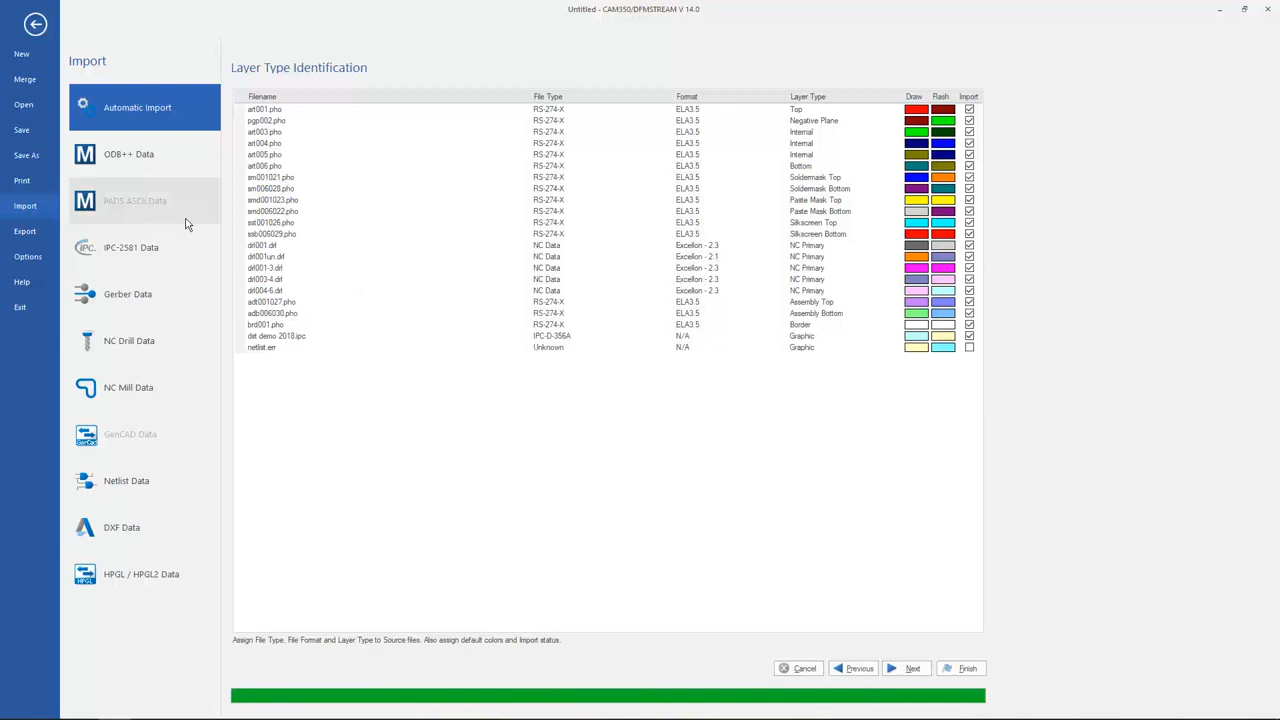 Untitled - CAM350/DFMSTREAM V 14.0
New
Merge
Open
Save
Save As
Print
Import
Export
Options
Help
Exit
Import
Automatic Import
ODB++ Data
PADS ASCII Data
IPC-2581 Data
Gerber Data
NC Drill Data
NC Mill Data
GenCAD Data
Netlist Data
DXF Data
HPGL / HPGL2 Data
Layer Type Identification
Filename File Type Format Layer Type Draw Flash Import
art001.pho RS-274-X ELA3.5 Top
pgp002.pho RS-274-X ELA3.5 Negative Plane
art003.pho RS-274-X ELA3.5 Internal
art004.pho RS-274-X ELA3.5 Internal
art005.pho RS-274-X ELA3.5 Internal
art006.pho RS-274-X ELA3.5 Bottom
sm001021.pho RS-274-X ELA3.5 Soldermask Top
sm006028.pho RS-274-X ELA3.5 Soldermask Bottom
smd001023.pho RS-274-X ELA3.5 Paste Mask Top
smd006022.pho RS-274-X ELA3.5 Paste Mask Bottom
sst001026.pho RS-274-X ELA3.5 Silkscreen Top
ssb006029.pho RS-274-X ELA3.5 Silkscreen Bottom
drl001.drl NC Data Excellon - 2.3 NC Primary
drl001un.drl NC Data Excellon - 2.1 NC Primary
drl001-3.drl NC Data Excellon - 2.3 NC Primary
drl003-4.drl NC Data Excellon - 2.3 NC Primary
drl004-6.drl NC Data Excellon - 2.3 NC Primary
adt001027.pho RS-274-X ELA3.5 Assembly Top
adb006030.pho RS-274-X ELA3.5 Assembly Bottom
brd001.pho RS-274-X ELA3.5 Border
dst demo 2018.ipc IPC-D-356A N/A Graphic
netlist.err Unknown N/A Graphic
Assign File Type, File Format and Layer Type to Source files. Also assign default colors and Import status.
Cancel Previous Next Finish